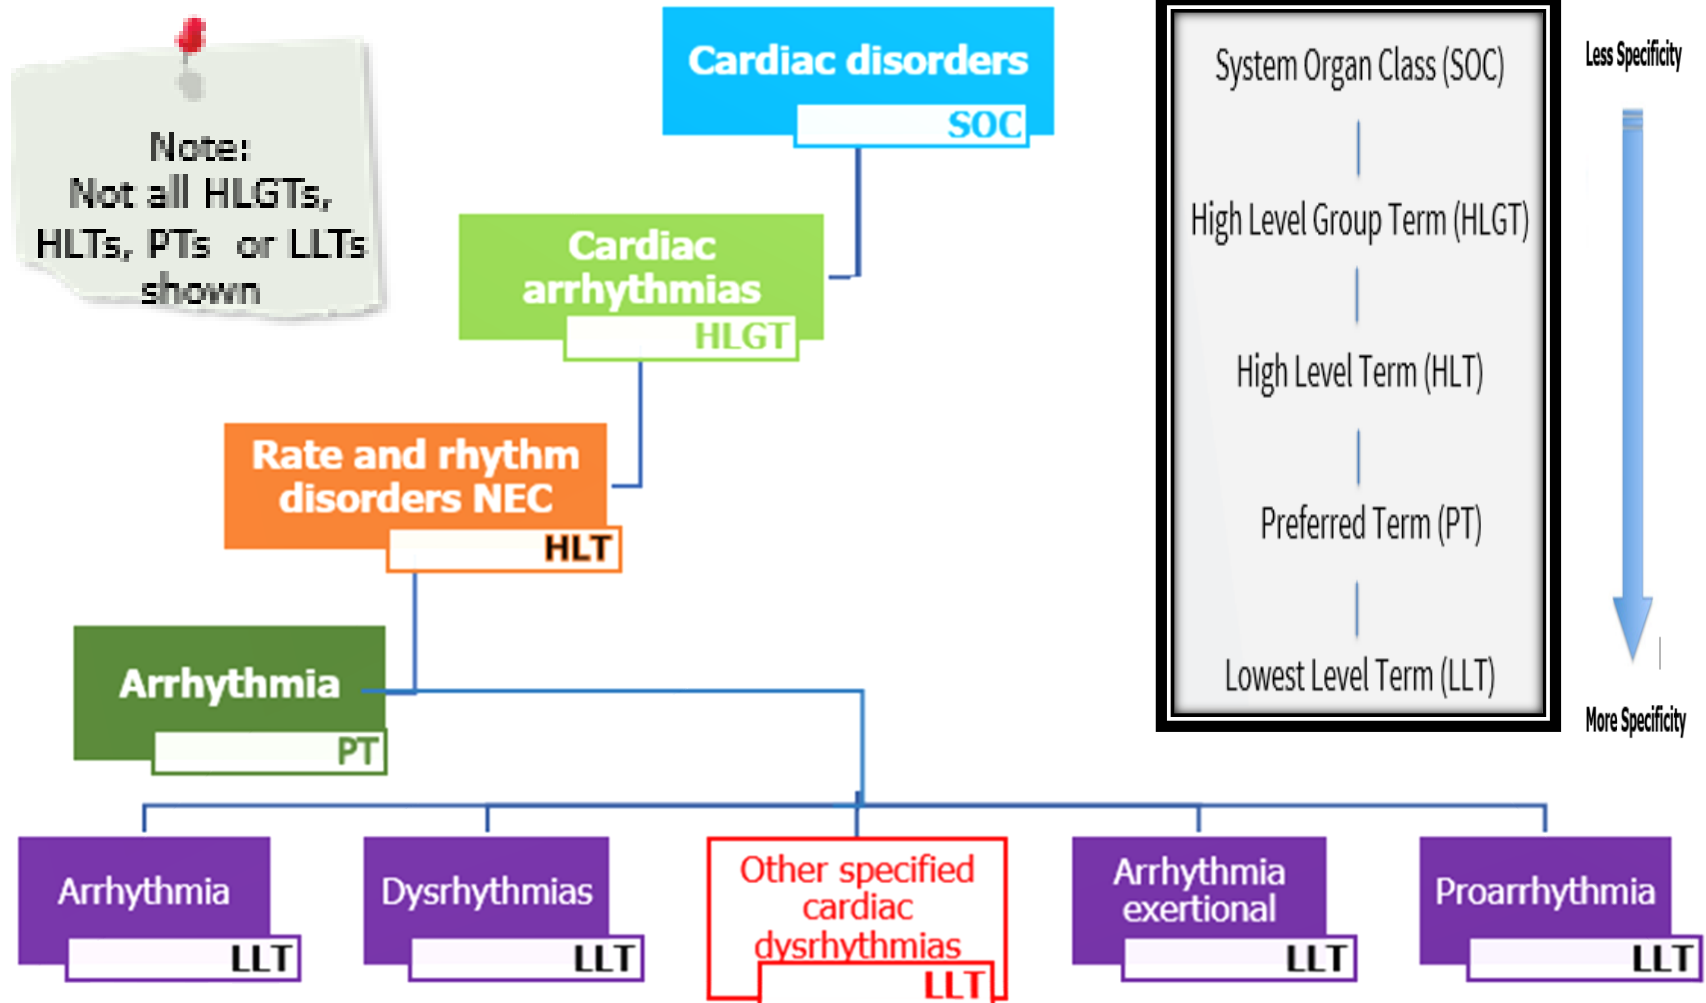 Note:
Not all HLGTs,
HLTs, PTs or LLTs
shown
Cardiac disorders
SOC
Cardiac
arrhythmias
HLGT
Rate and rhythm
disorders NEC
HLT
Arrhythmia
PT
Arrhythmia
LLT
Dysrhythmias
LLT
Other specified
cardiac
dysrhythmias
LLT
Arrhythmia
exertional
LLT
Proarrhythmia
LLT
System Organ Class (SOC)
High Level Group Term (HLGT)
High Level Term (HLT)
Preferred Term (PT)
Lowest Level Term (LLT)
Less Specificity
More Specificity